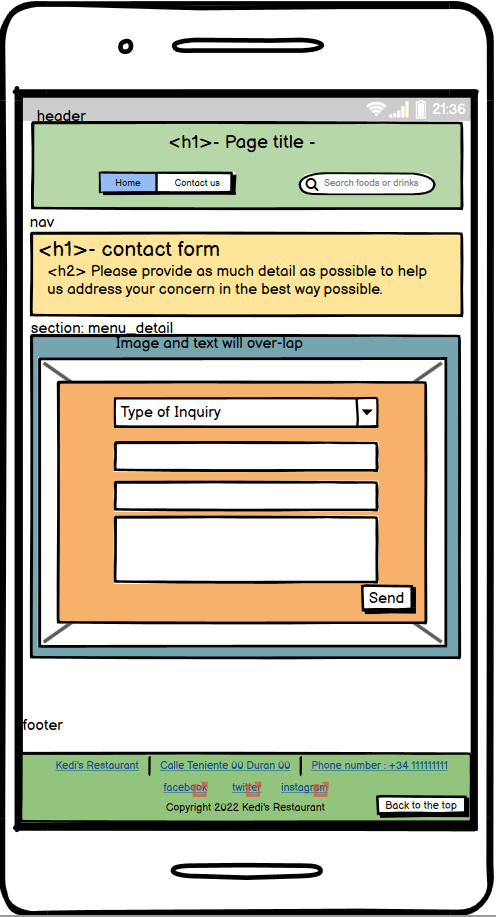 21:36
header
<h1>- Page title -
Home Contact us Search foods or drinks
nav
<h1>- contact form
<h2> Please provide as much detail as possible to help
us address your concern in the best way possible.
section: menu_detail
Image and text will over-lap
Type of Inquiry
Send
footer
Kedi's Restaurant Calle Teniente 00 Duran 00 Phone number : +34 111111111
facebook twitter instagram
Copyright 2022 Kedi's Restaurant
Back to the top